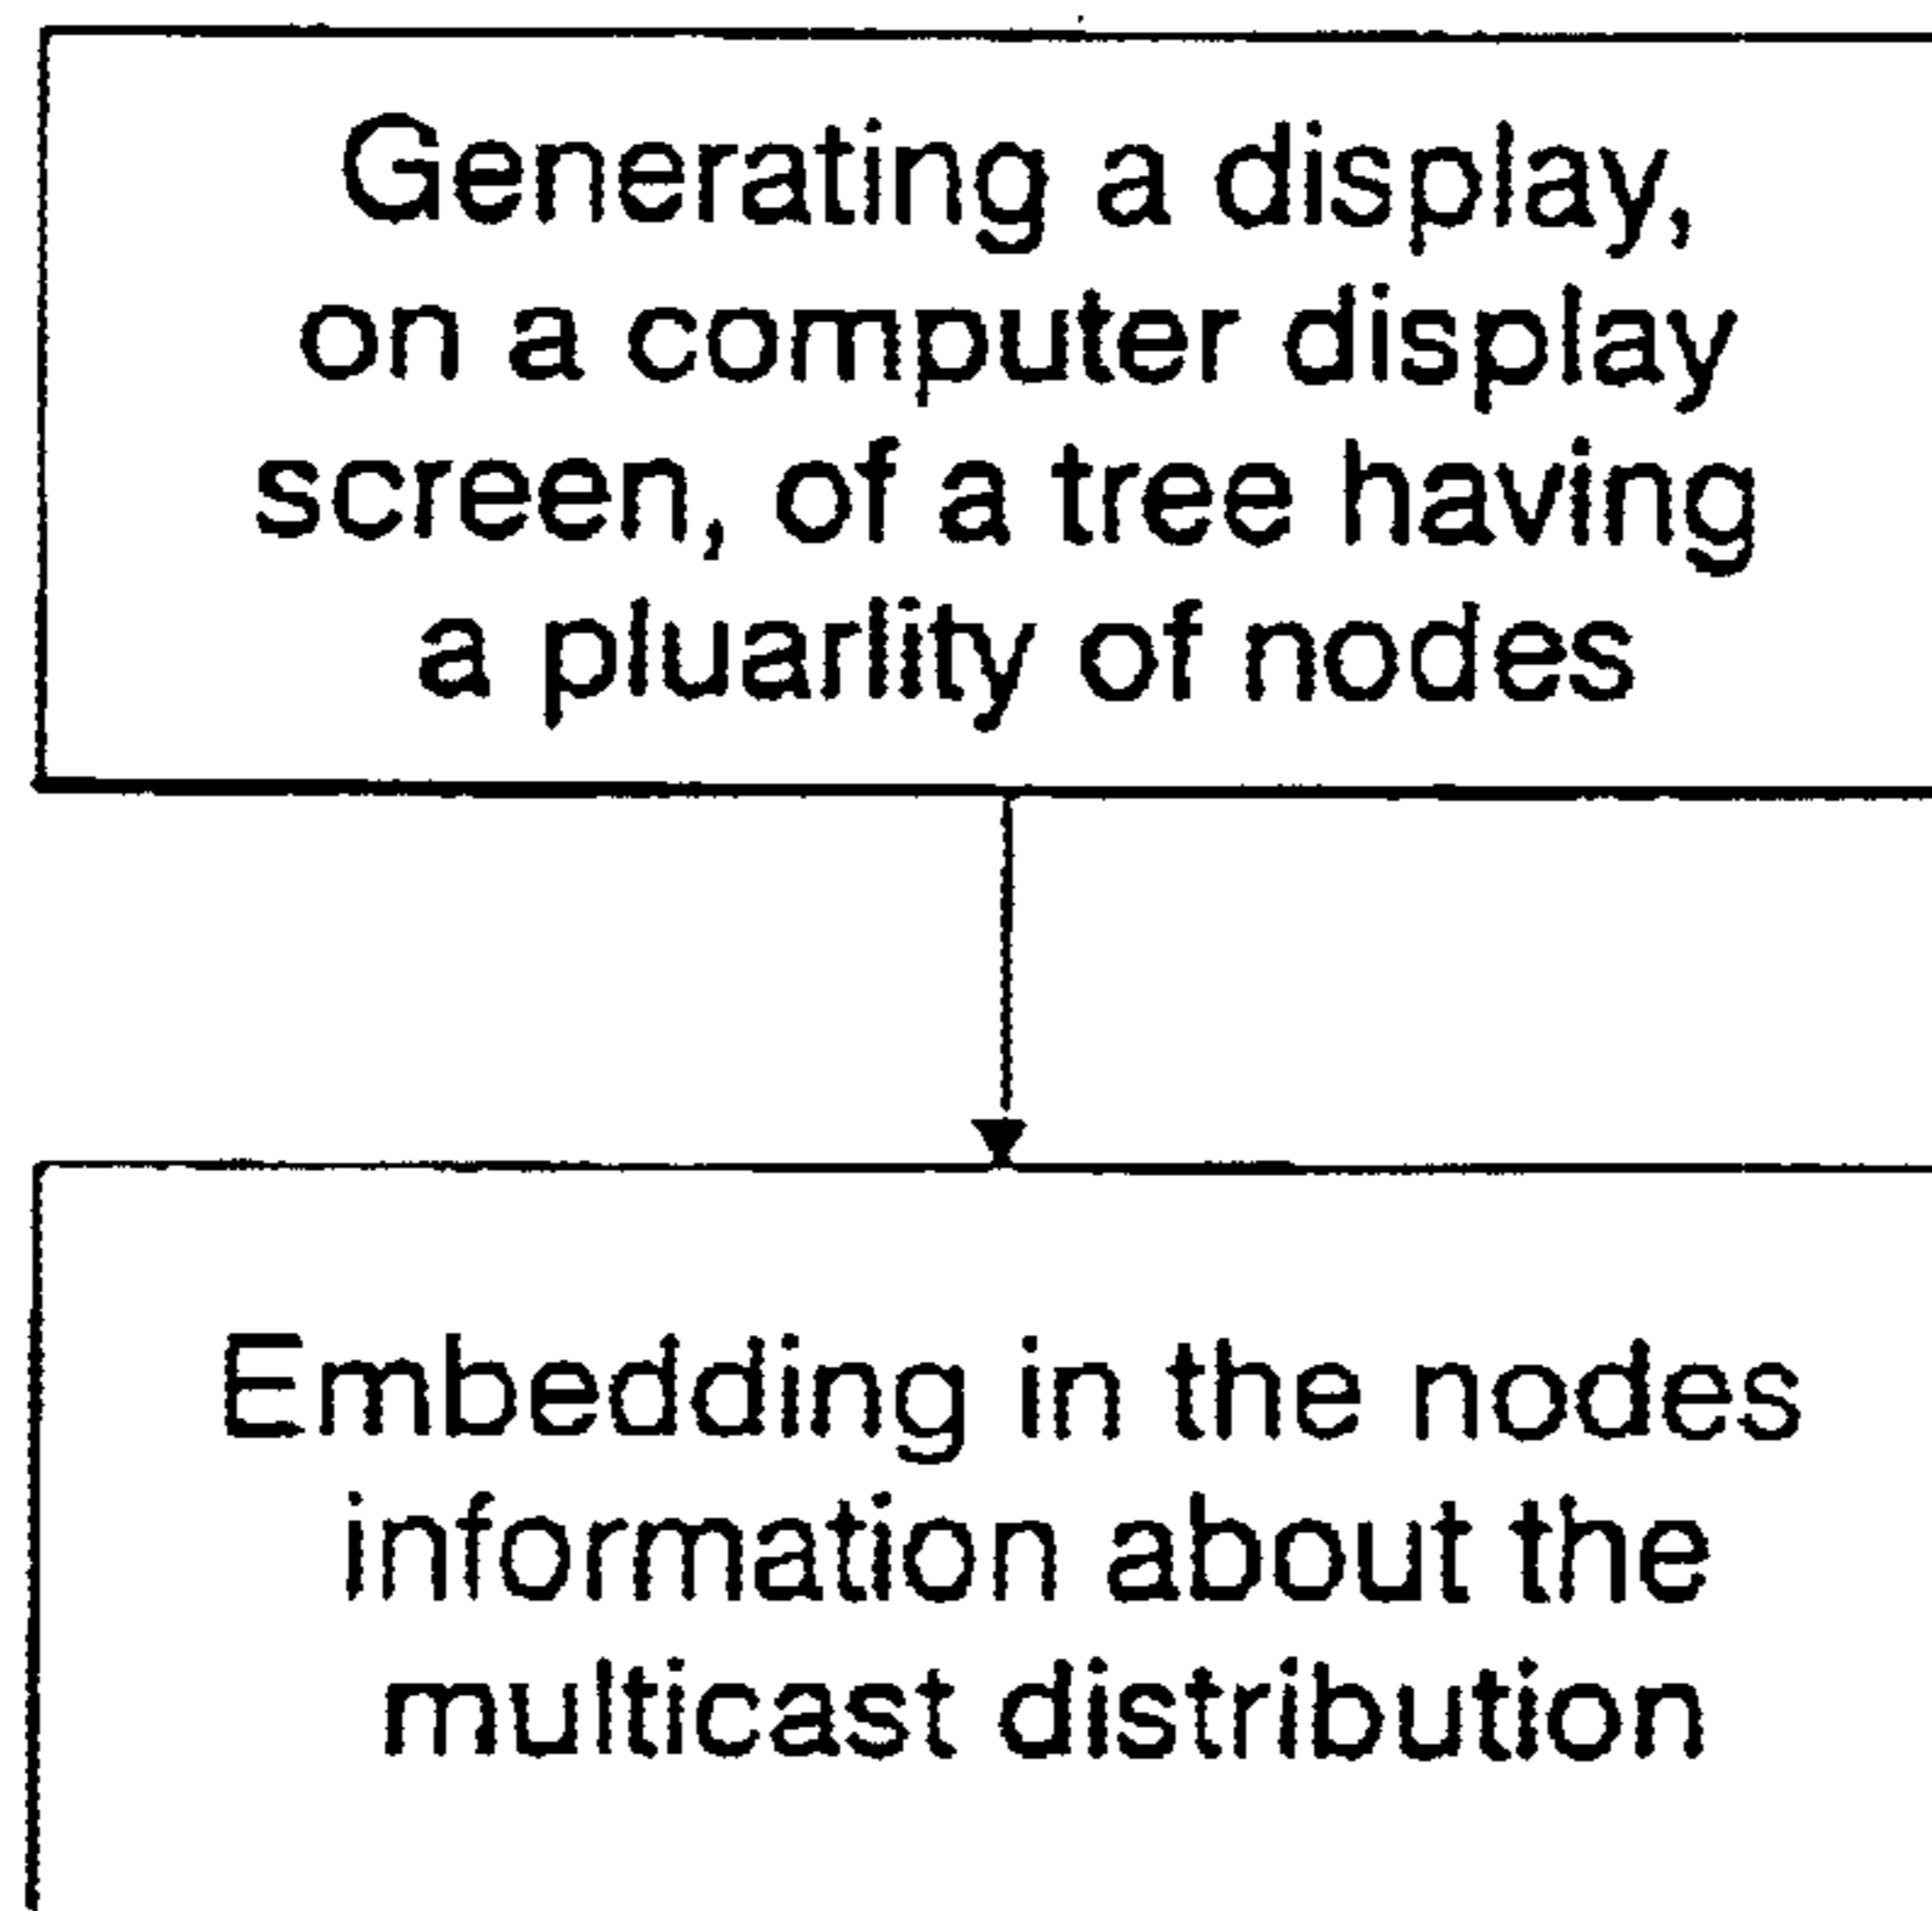 Generating a display,
on a computer display
screen, of a tree having
a pluarlity of nodes
Embedding in the nodes
information about the
multicast distribution